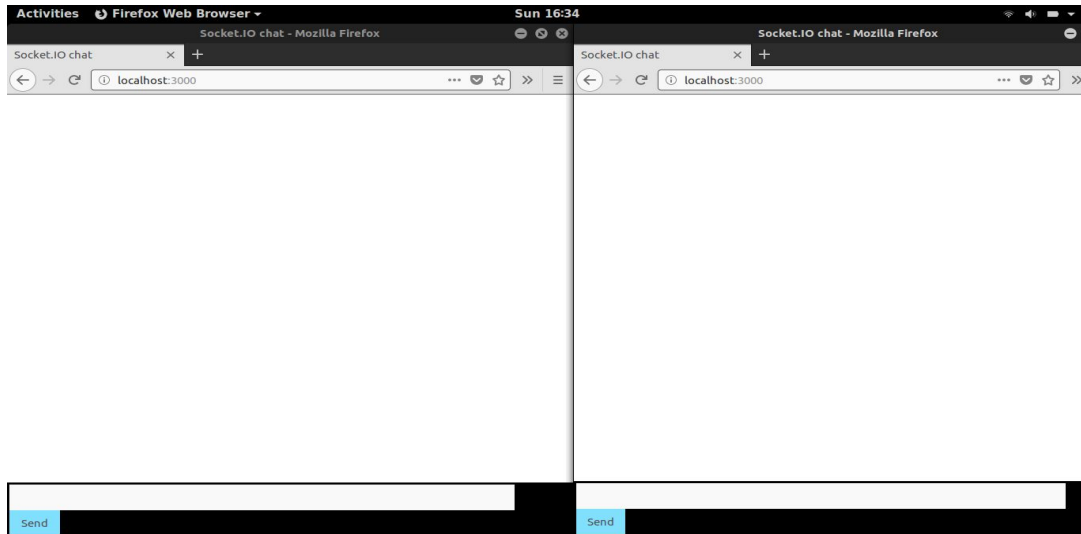 Activities Firefox Web Browser Sun 16:34
Socket.IO chat - Mozilla Firefox Socket.IO chat - Mozilla Firefox
Socket.IO chat Socket.IO chat
localhost:3000 localhost:3000
Send Send